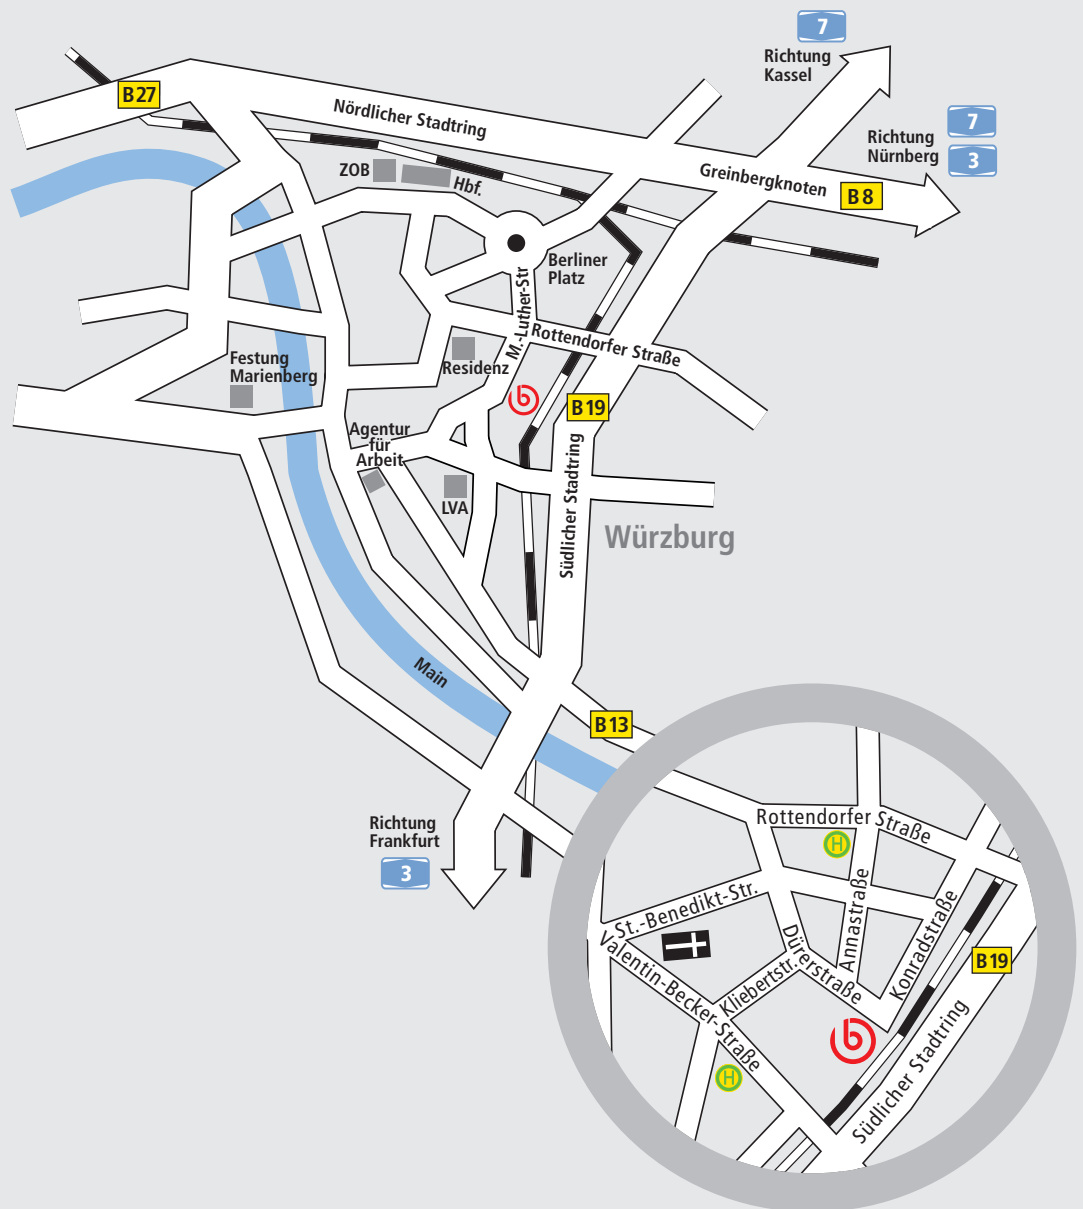 7
Richtung
Kassel
B27
Nördlicher Stadtring
7
Richtung
Nürnberg
3
ZOB
Hbf.
Greinbergknoten
B8
Berliner
Platz
M.-Luther-Str
Rottendorfer Straße
Festung
Marienberg
Residenz
b
B19
Agentur
für
Arbeit
LVA
Südlicher Stadtring
Würzburg
Main
B13
Richtung
Frankfurt
3
Rottendorfer Straße
H
St.-Benedikt-Str.
Annastraße
Konradstraße
Dürerstraße
Valentin-Becker-Straße
Kliebertstr.
B19
b
H
Südlicher Stadtring